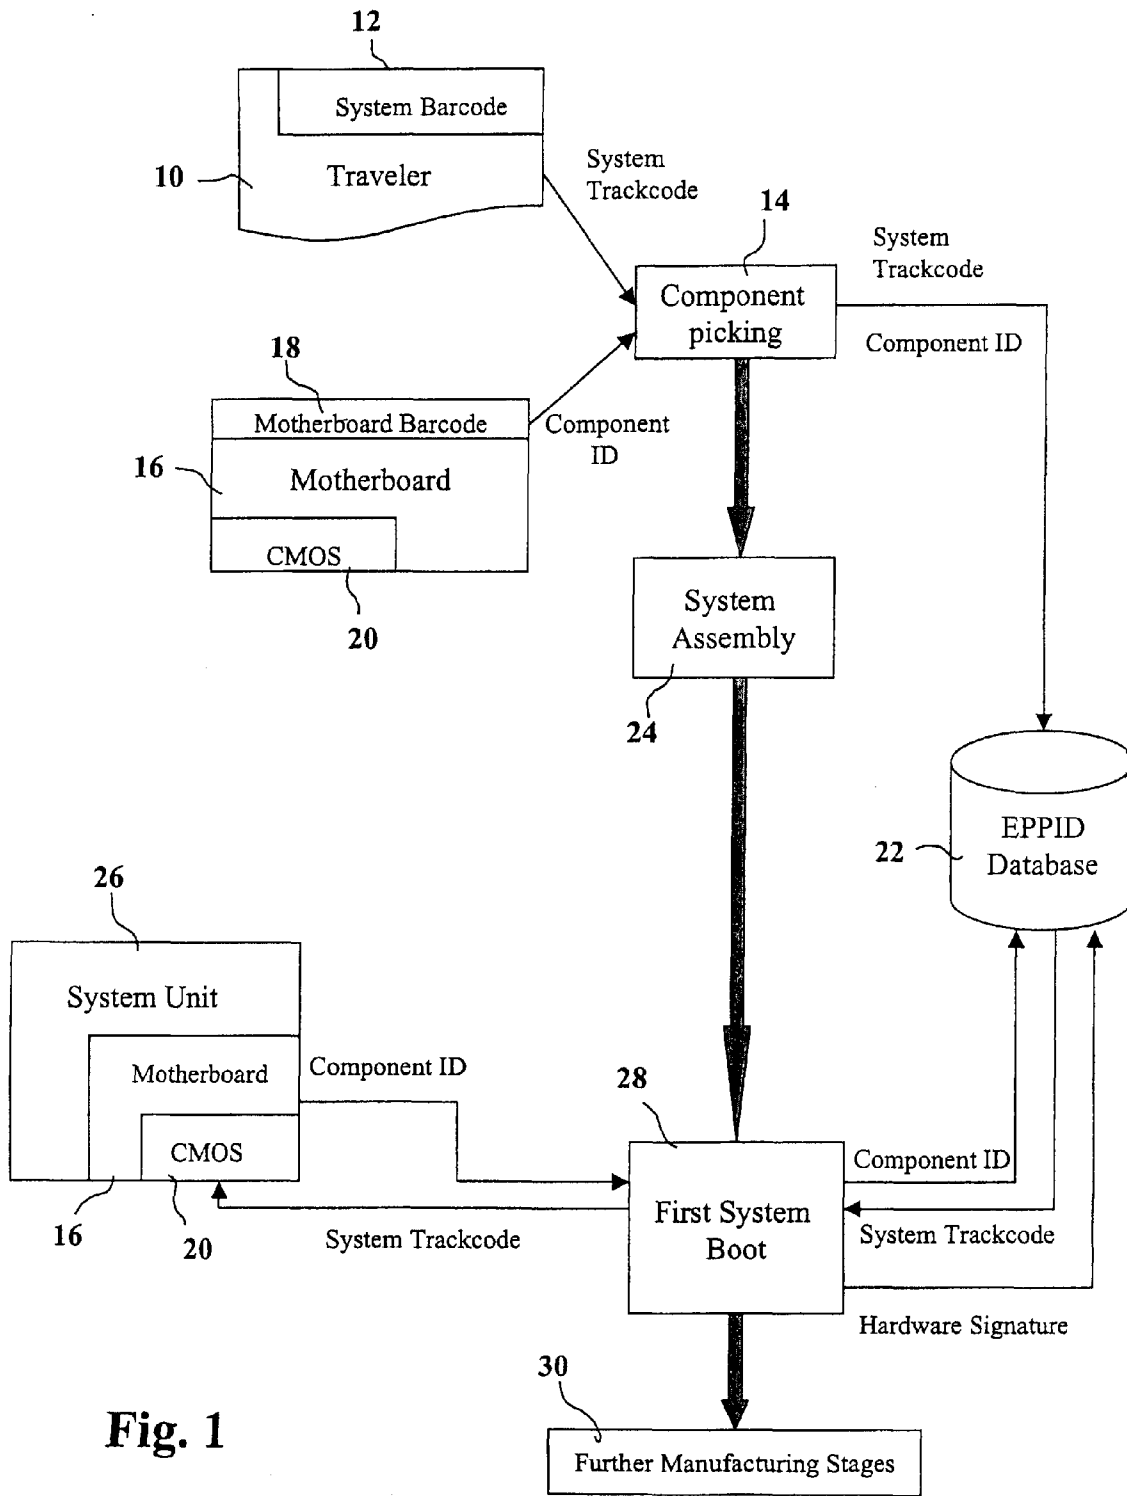 12
System Barcode
10
Traveler
System
Trackcode
14
System
Trackcode
Component
picking
Component ID
18
Motherboard Barcode
Component
ID
16
Motherboard
CMOS
20
System
Assembly
24
EPPID
Database
22
26
System Unit
Motherboard
CMOS
16
20
Component ID
System Trackcode
28
First System
Boot
Component ID
System Trackcode
Hardware Signature
30
Further Manufacturing Stages
Fig. 1